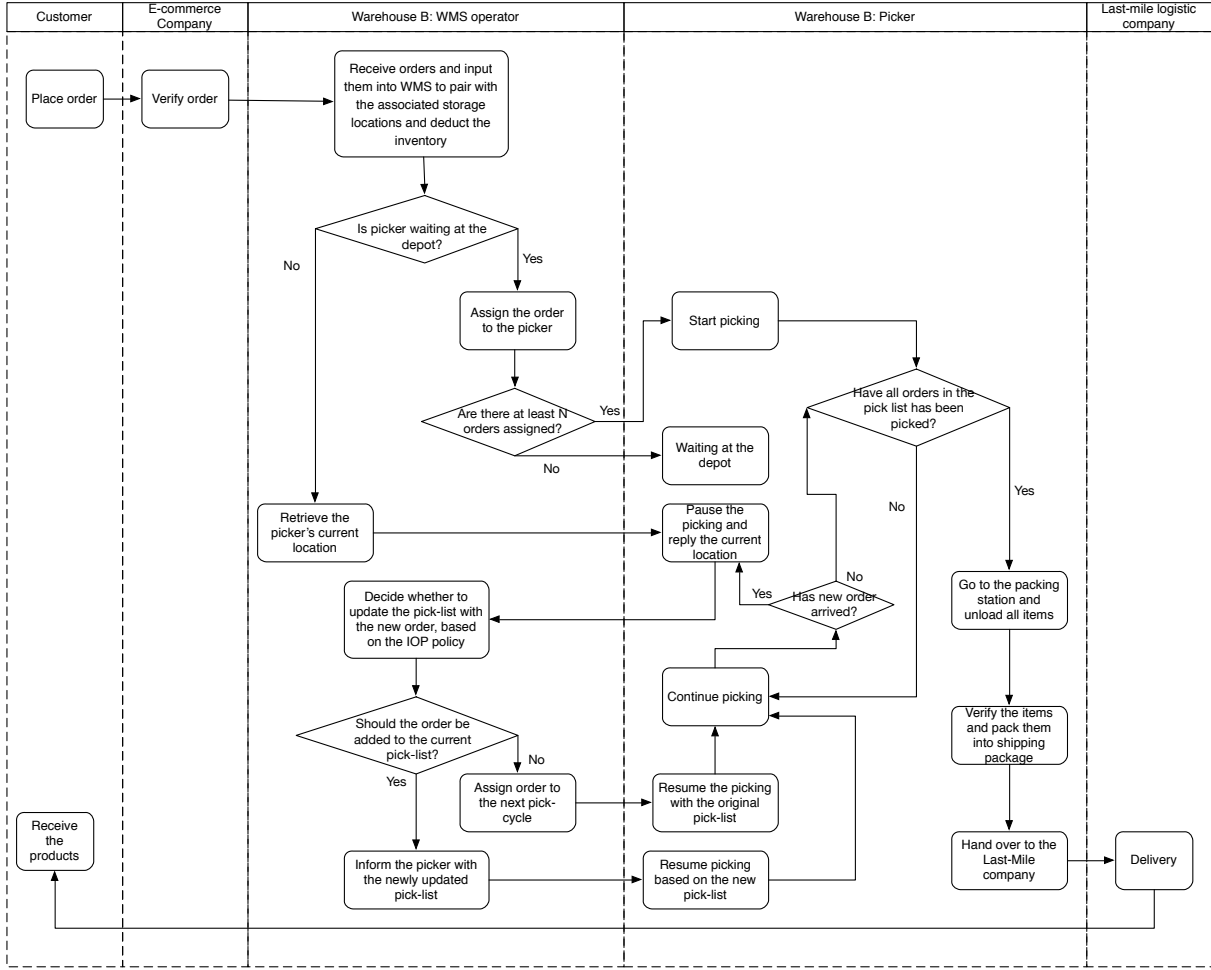 Customer
E-commerce
Company
Warehouse B: WMS operator
Warehouse B: Picker
Last-mile logistic
company
Place order
Verify order
Receive orders and input
them into WMS to pair with
the associated storage
locations and deduct the
inventory
Is picker waiting at the
depot?
No
Yes
Assign the order
to the picker
Start picking
Are there at least N
orders assigned?
Yes
No
Have all orders in the
pick list has been
picked?
Waiting at the
depot
No
Yes
Retrieve the
picker's current
location
Pause the
picking and
reply the current
location
Decide whether to
update the pick-list with
the new order, based
on the IOP policy
Yes
No
Has new order
arrived?
Go to the packing
station and
unload all items
Continue picking
Should the order be
added to the current
pick-list?
Yes
No
Verify the items
and pack them
into shipping
package
Assign order to
the next pick-
cycle
Resume the picking
with the original
pick-list
Receive
the
products
Inform the picker with
the newly updated
pick-list
Resume picking
based on the new
pick-list
Hand over to the
Last-Mile
company
Delivery